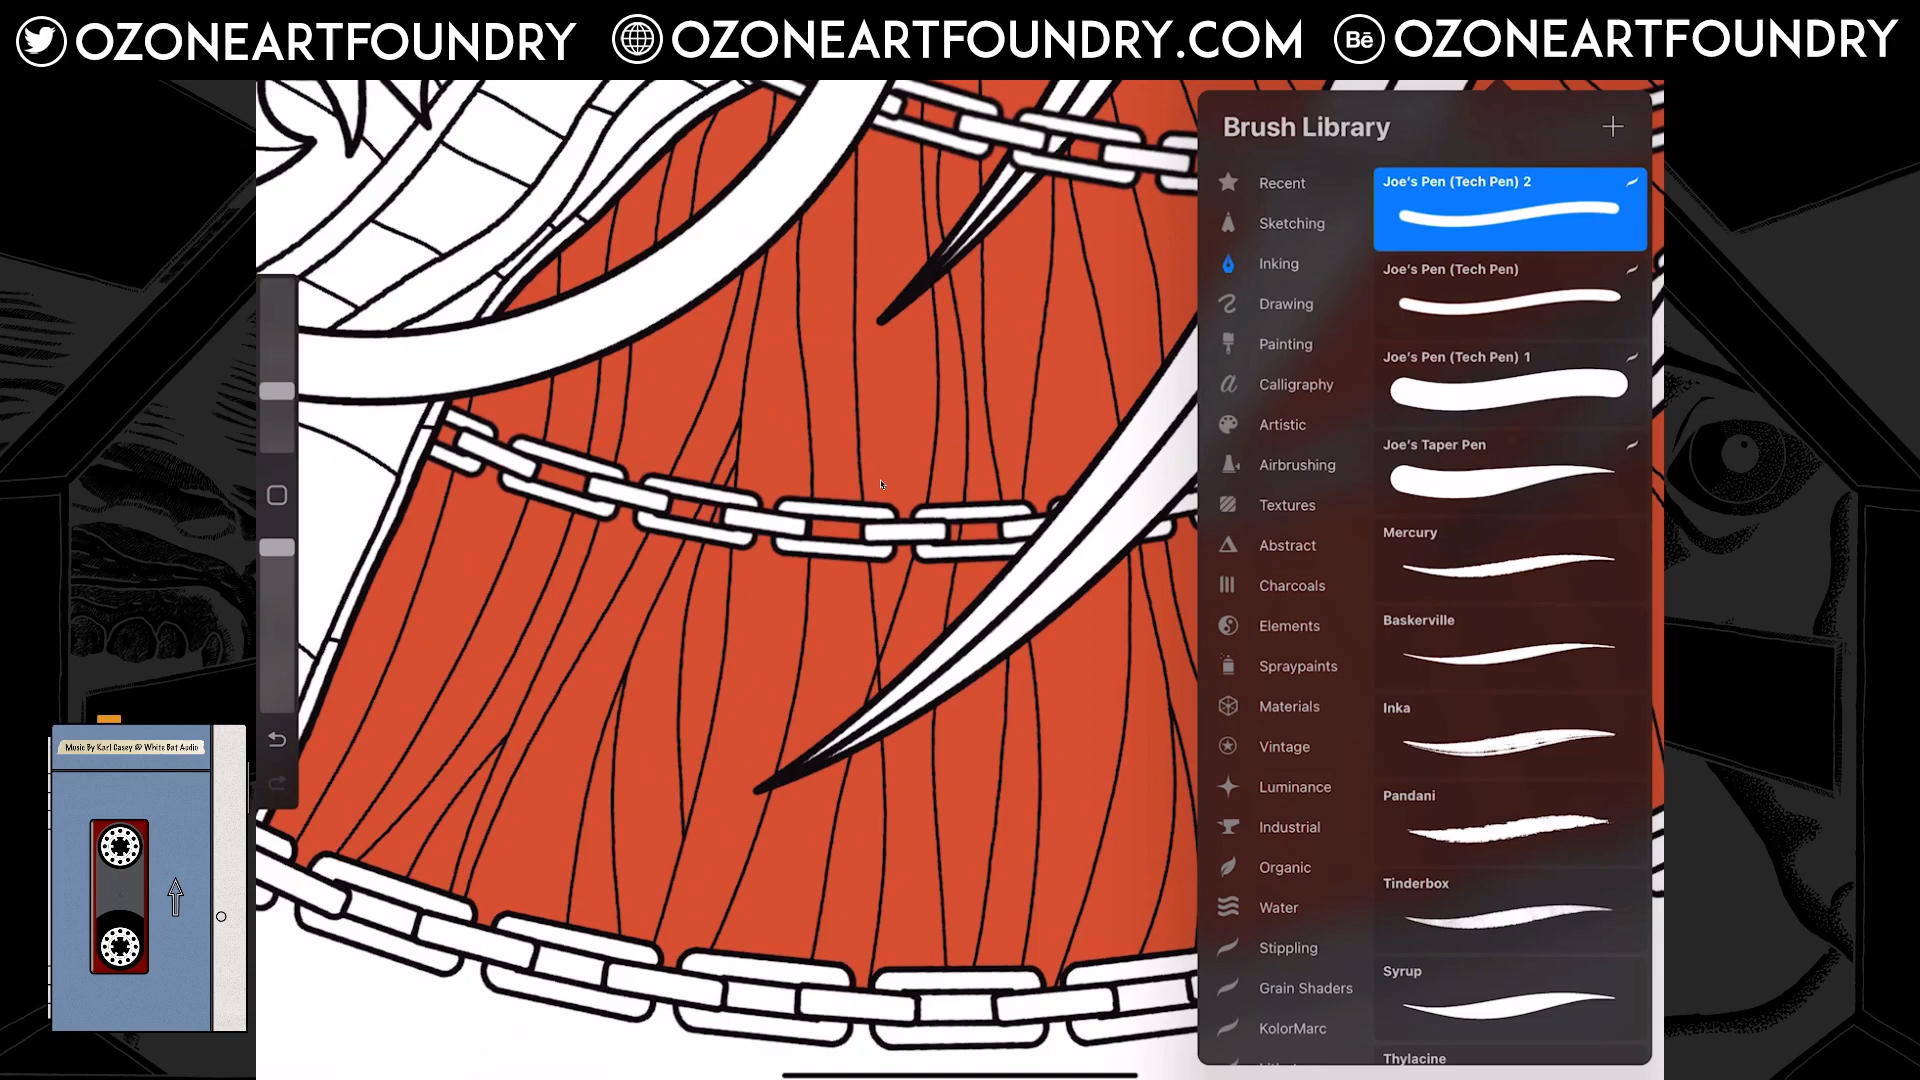 OZONEARTFOUNDRY
OZONEARTFOUNDRY.COM
Bē OZONEARTFOUNDRY
Brush Library
Recent
Sketching
Inking
Drawing
Painting
Calligraphy
Artistic
Airbrushing
Textures
Abstract
Charcoals
Elements
Spraypaints
Materials
Vintage
Luminance
Industrial
Organic
Water
Stippling
Grain Shaders
KolorMarc
Joe's Pen (Tech Pen) 2
Joe's Pen (Tech Pen)
Joe's Pen (Tech Pen) 1
Joe's Taper Pen
Mercury
Baskerville
Inka
Pandani
Tinderbox
Syrup
Thylacine
Music By Karl Casey @ White Bat Audio